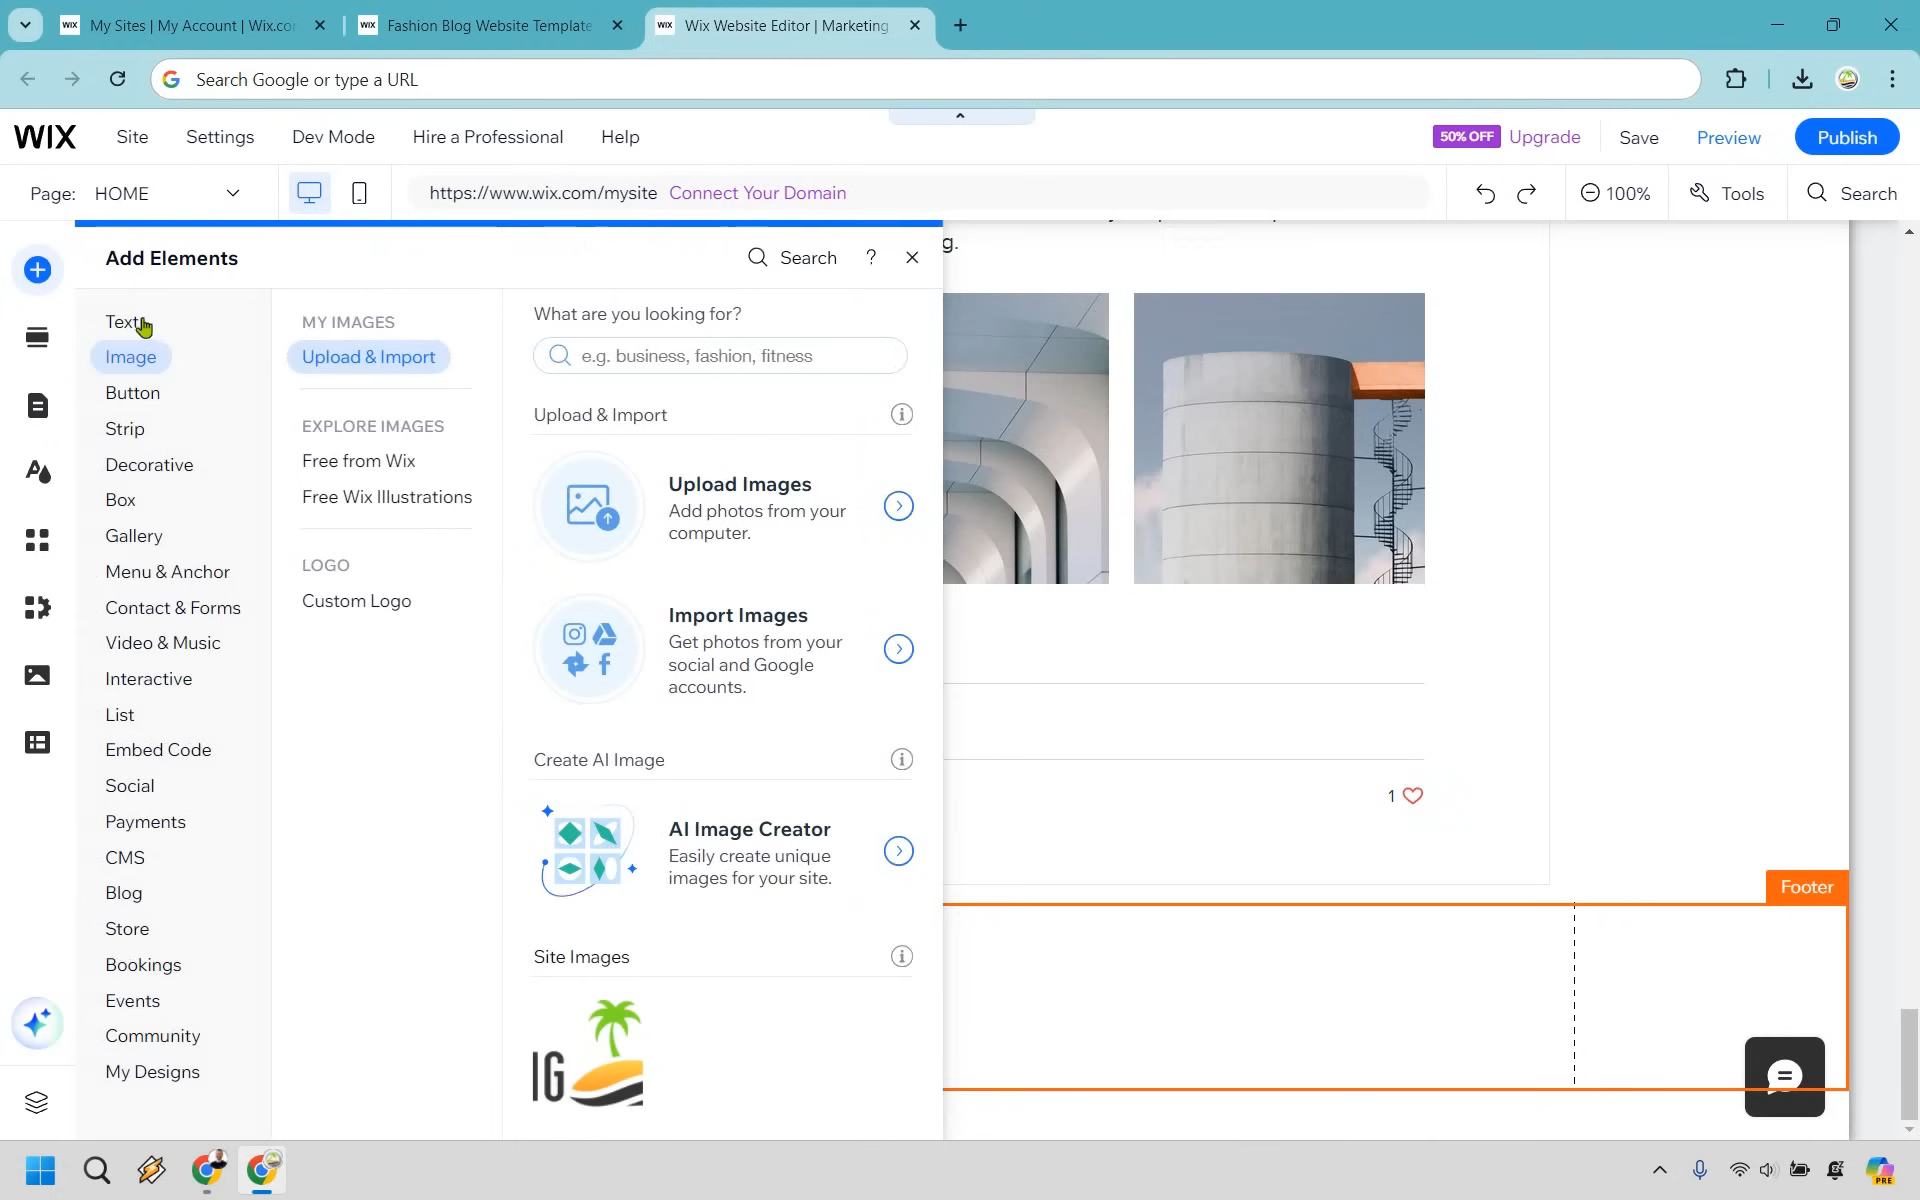 WIX My Sites | My Account | Wix.co
WIX Fashion Blog Website Template
WIX Wix Website Editor | Marketing
Search Google or type a URL
WIX Site Settings Dev Mode Hire a Professional Help
50% OFF Upgrade Save Preview Publish
Page: HOME
https://www.wix.com/mysite Connect Your Domain
100% Tools Search
Add Elements
Search ?
Text
Image
Button
Strip
Decorative
Box
Gallery
Menu & Anchor
Contact & Forms
Video & Music
Interactive
List
Embed Code
Social
Payments
CMS
Blog
Store
Bookings
Events
Community
My Designs
MY IMAGES
Upload & Import
EXPLORE IMAGES
Free from Wix
Free Wix Illustrations
LOGO
Custom Logo
What are you looking for?
e.g. business, fashion, fitness
Upload & Import
Upload Images
Add photos from your
computer.
Import Images
Get photos from your
social and Google
accounts.
Create AI Image
AI Image Creator
Easily create unique
images for your site.
Site Images
IG
g.
1
Footer
PRE